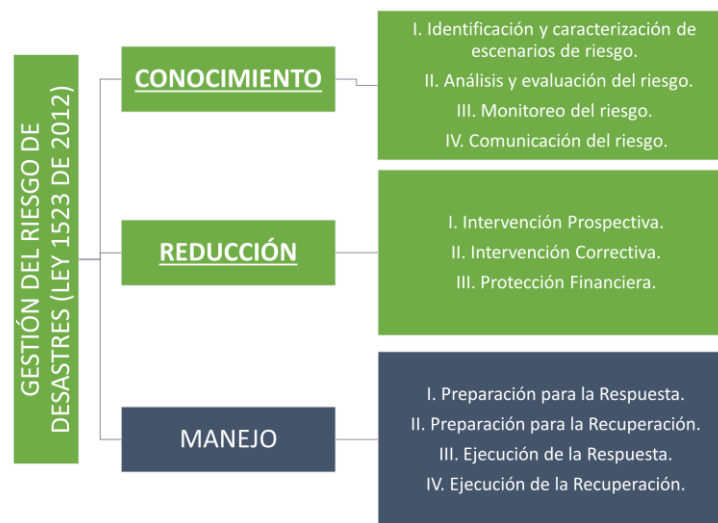 GESTIÓN DEL RIESGO DE
DESASTRES (LEY 1523 DE 2012)
CONOCIMIENTO
I. Identificación y caracterización de
escenarios de riesgo.
II. Análisis y evaluación del riesgo.
III. Monitoreo del riesgo.
IV. Comunicación del riesgo.
REDUCCIÓN
I. Intervención Prospectiva.
II. Intervención Correctiva.
III. Protección Financiera.
MANEJO
I. Preparación para la Respuesta.
II. Preparación para la Recuperación.
III. Ejecución de la Respuesta.
IV. Ejecución de la Recuperación.